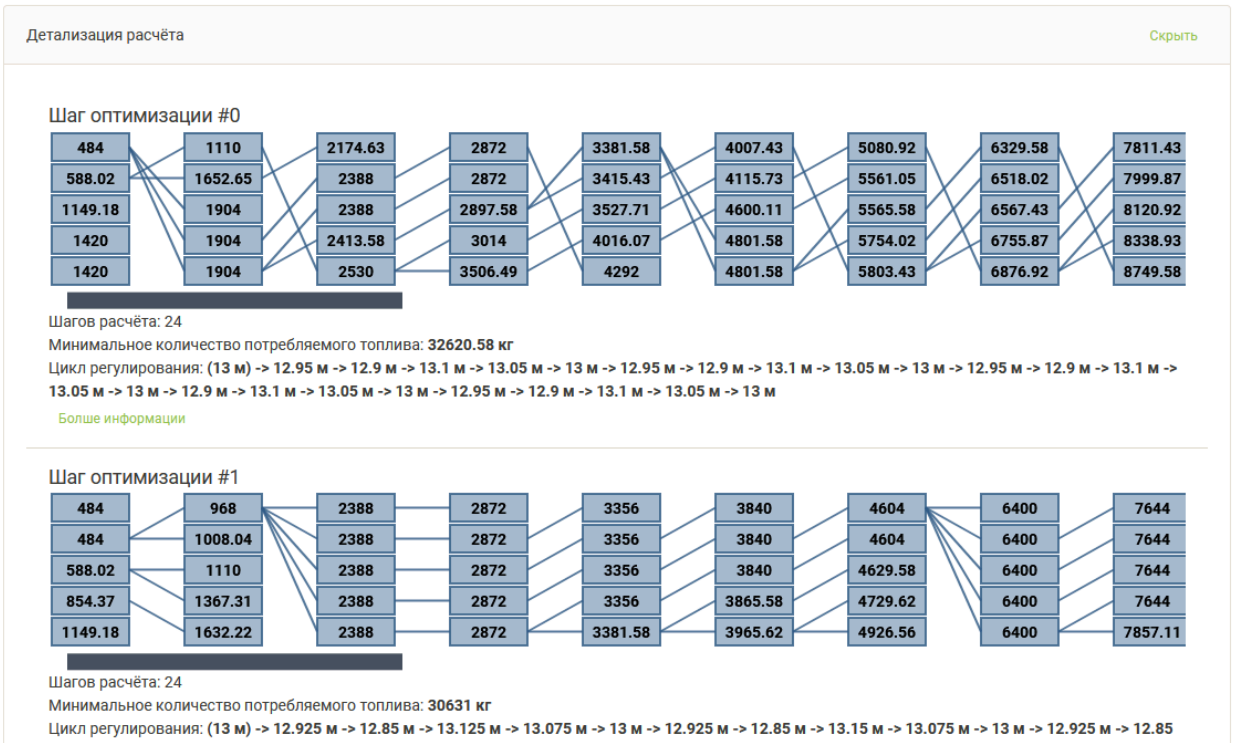 Детализация расчёта Скрыть
Шаг оптимизации #0
484 1110 2174.63 2872 3381.58 4007.43 5080.92 6329.58 7811.43
588.02 1652.65 2388 2872 3415.43 4115.73 5561.05 6518.02 7999.87
1149.18 1904 2388 2897.58 3527.71 4600.11 5565.58 6567.43 8120.92
1420 1904 2413.58 3014 4016.07 4801.58 5754.02 6755.87 8338.93
1420 1904 2530 3506.49 4292 4801.58 5803.43 6876.92 8749.58
Шагов расчёта: 24
Минимальное количество потребляемого топлива: 32620.58 кг
Цикл регулирования: (13 м) -> 12.95 м -> 12.9 м -> 13.1 м -> 13.05 м -> 13 м -> 12.95 м -> 12.9 м -> 13.1 м -> 13.05 м -> 13 м -> 12.95 м -> 12.9 м -> 13.1 м ->
13.05 м -> 13 м -> 12.9 м -> 13.1 м -> 13.05 м -> 13 м -> 12.95 м -> 12.9 м -> 13.1 м -> 13.05 м -> 13 м
Болше информации
Шаг оптимизации #1
484 968 2388 2872 3356 3840 4604 6400 7644
484 1008.04 2388 2872 3356 3840 4604 6400 7644
588.02 1110 2388 2872 3356 3840 4629.58 6400 7644
854.37 1367.31 2388 2872 3356 3865.58 4729.62 6400 7644
1149.18 1632.22 2388 2872 3381.58 3965.62 4926.56 6400 7857.11
Шагов расчёта: 24
Минимальное количество потребляемого топлива: 30631 кг
Цикл регулирования: (13 м) -> 12.925 м -> 12.85 м -> 13.125 м -> 13.075 м -> 13 м -> 12.925 м -> 12.85 м -> 13.15 м -> 13.075 м -> 13 м -> 12.925 м -> 12.85